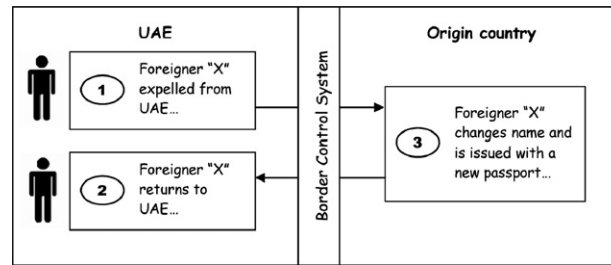 UAE
Origin country
1
Foreigner "X"
expelled from
UAE...
Border Control System
3
Foreigner "X"
changes name and
is issued with a
new passport...
2
Foreigner "X"
returns to
UAE...